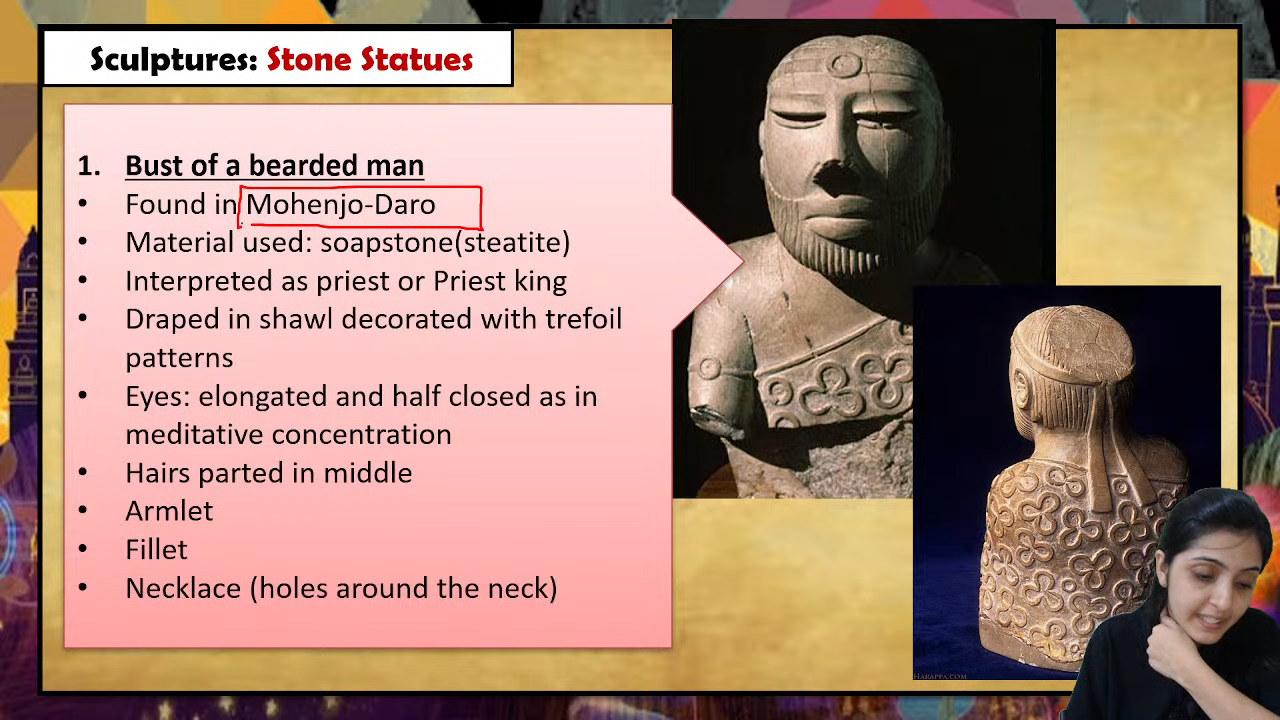 Sculptures: Stone Statues
1. Bust of a bearded man
• Found in Mohenjo-Daro
• Material used: soapstone(steatite)
• Interpreted as priest or Priest king
• Draped in shawl decorated with trefoil
patterns
• Eyes: elongated and half closed as in
meditative concentration
• Hairs parted in middle
• Armlet
• Fillet
• Necklace (holes around the neck)
HARAPPA.COM